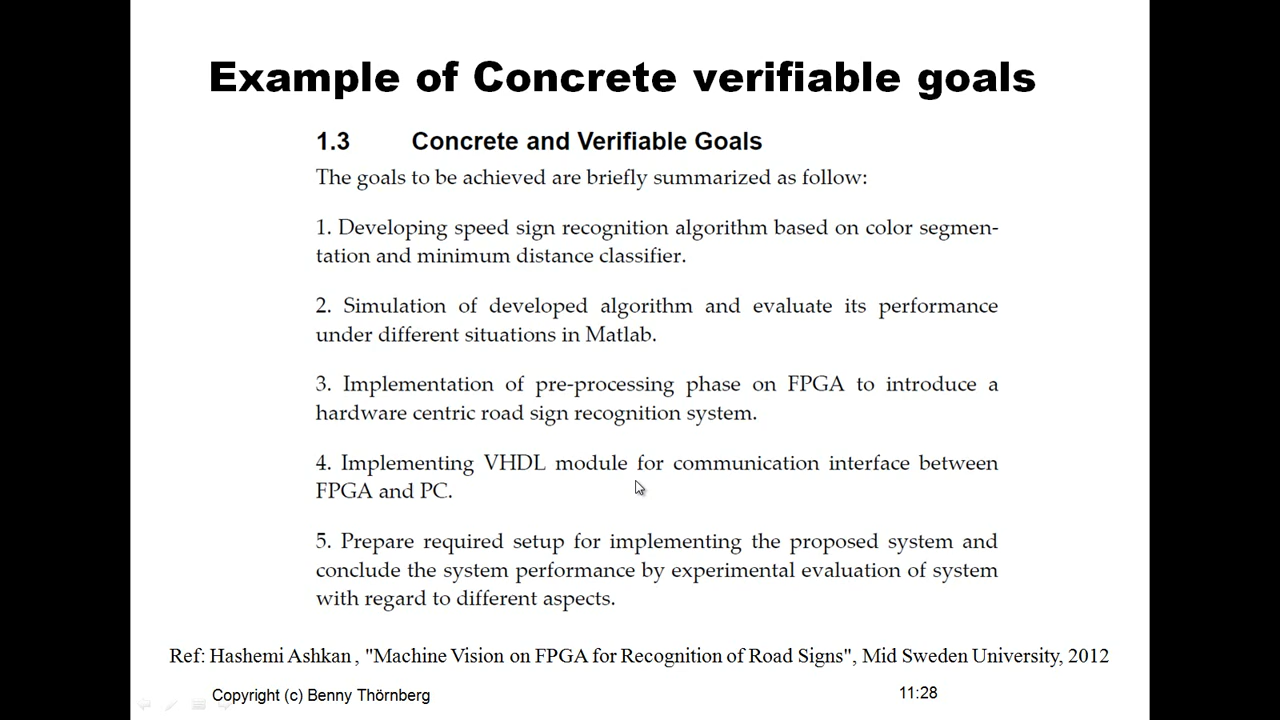 Example of Concrete verifiable goals
1.3 Concrete and Verifiable Goals
The goals to be achieved are briefly summarized as follow:
1. Developing speed sign recognition algorithm based on color segmen-
tation and minimum distance classifier.
2. Simulation of developed algorithm and evaluate its performance
under different situations in Matlab.
3. Implementation of pre-processing phase on FPGA to introduce a
hardware centric road sign recognition system.
4. Implementing VHDL module for communication interface between
FPGA and PC.
5. Prepare required setup for implementing the proposed system and
conclude the system performance by experimental evaluation of system
with regard to different aspects.
Ref: Hashemi Ashkan , "Machine Vision on FPGA for Recognition of Road Signs", Mid Sweden University, 2012
Copyright (c) Benny Thörnberg 11:28